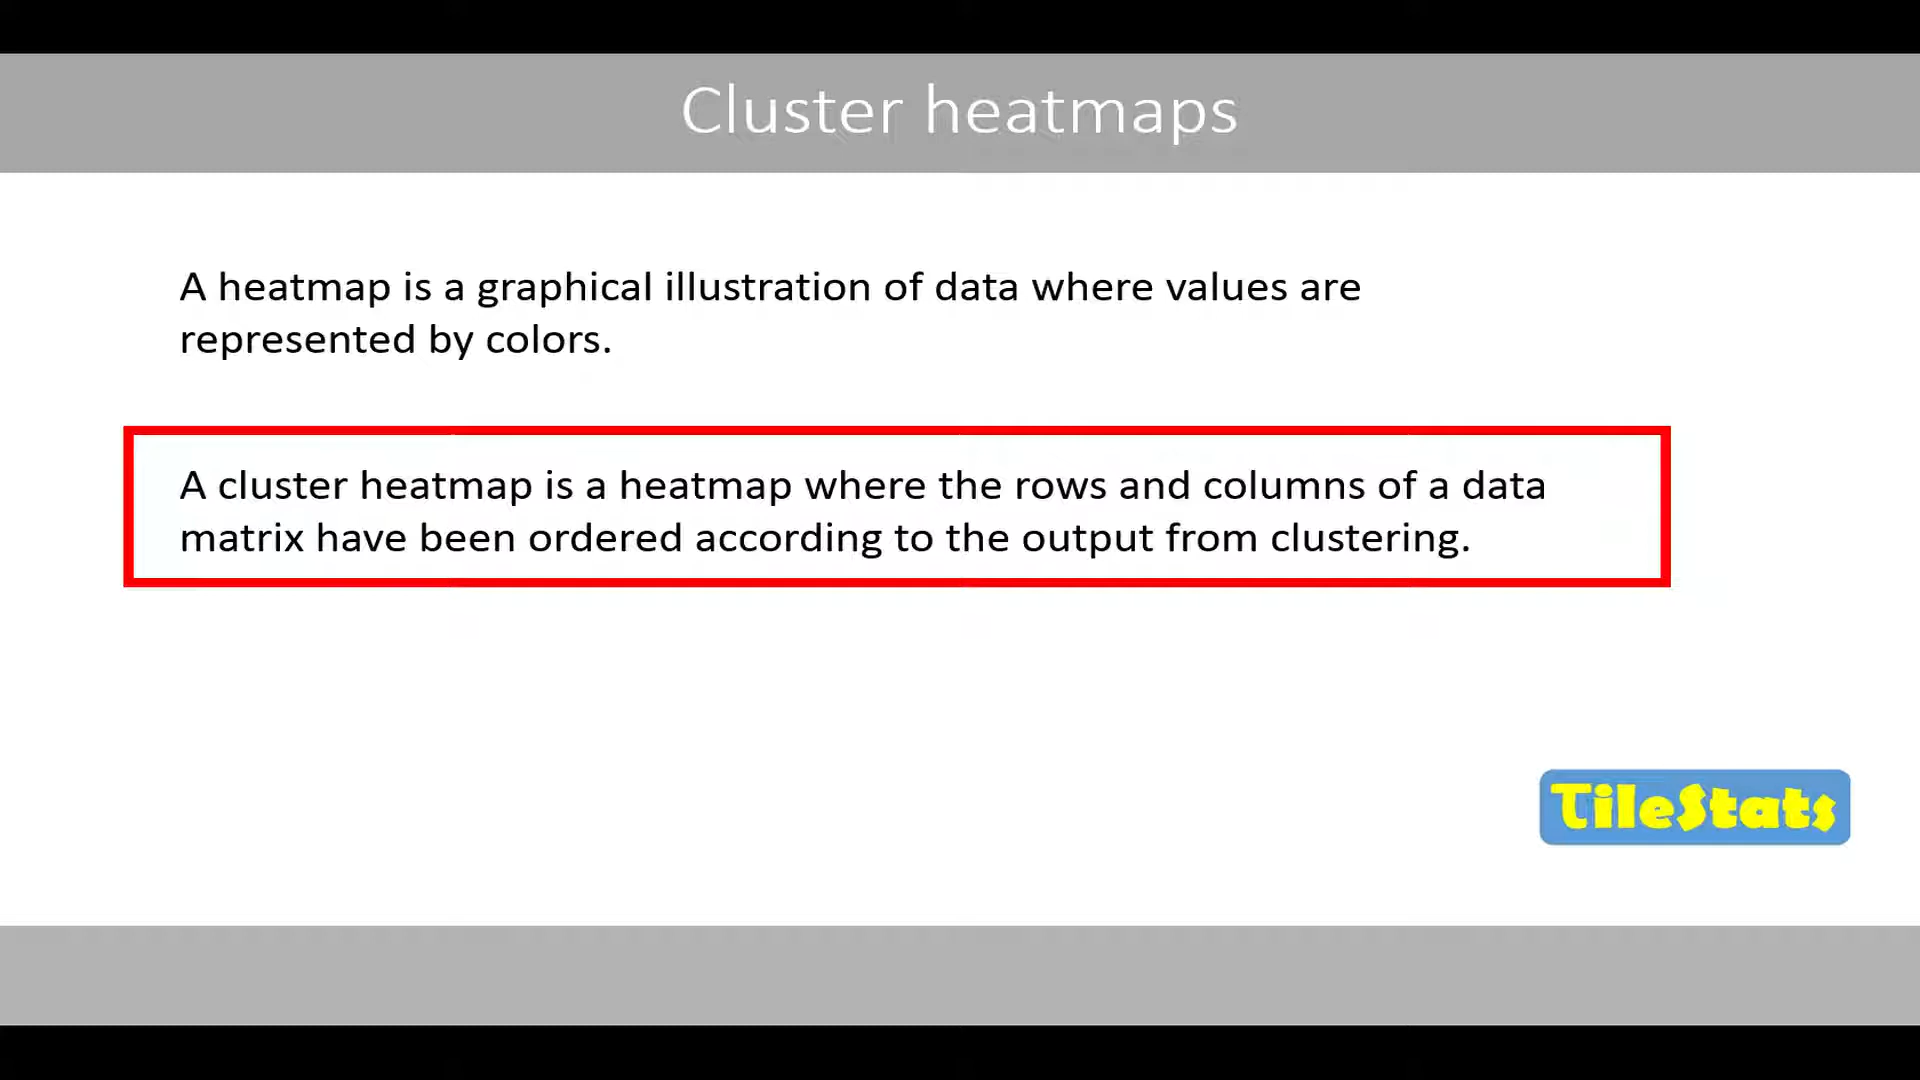 Cluster heatmaps
A heatmap is a graphical illustration of data where values are
represented by colors.
A cluster heatmap is a heatmap where the rows and columns of a data
matrix have been ordered according to the output from clustering.
TileStats